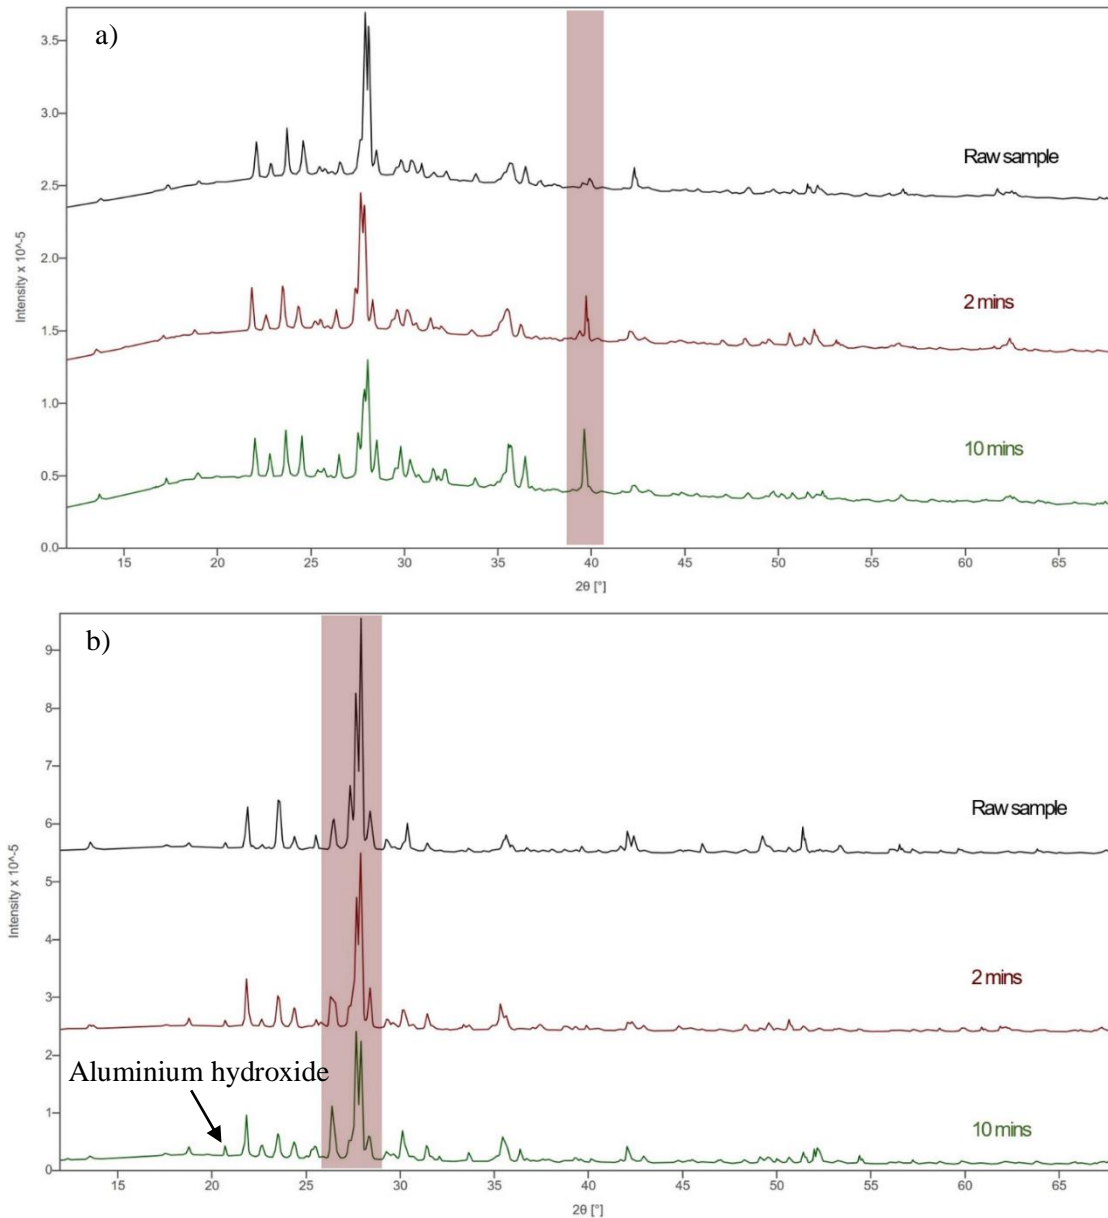 a)
3.5
3.0
2.5
2.0
1.5
1.0
0.5
0.0
Intensity x 10^-5
Raw sample
2 mins
10 mins
15 20 25 30 35 40 45 50 55 60 65
2θ [°]
b)
9
8
7
6
5
4
3
2
1
0
Intensity x 10^-5
Raw sample
2 mins
Aluminium hydroxide
10 mins
15 20 25 30 35 40 45 50 55 60 65
2θ [°]